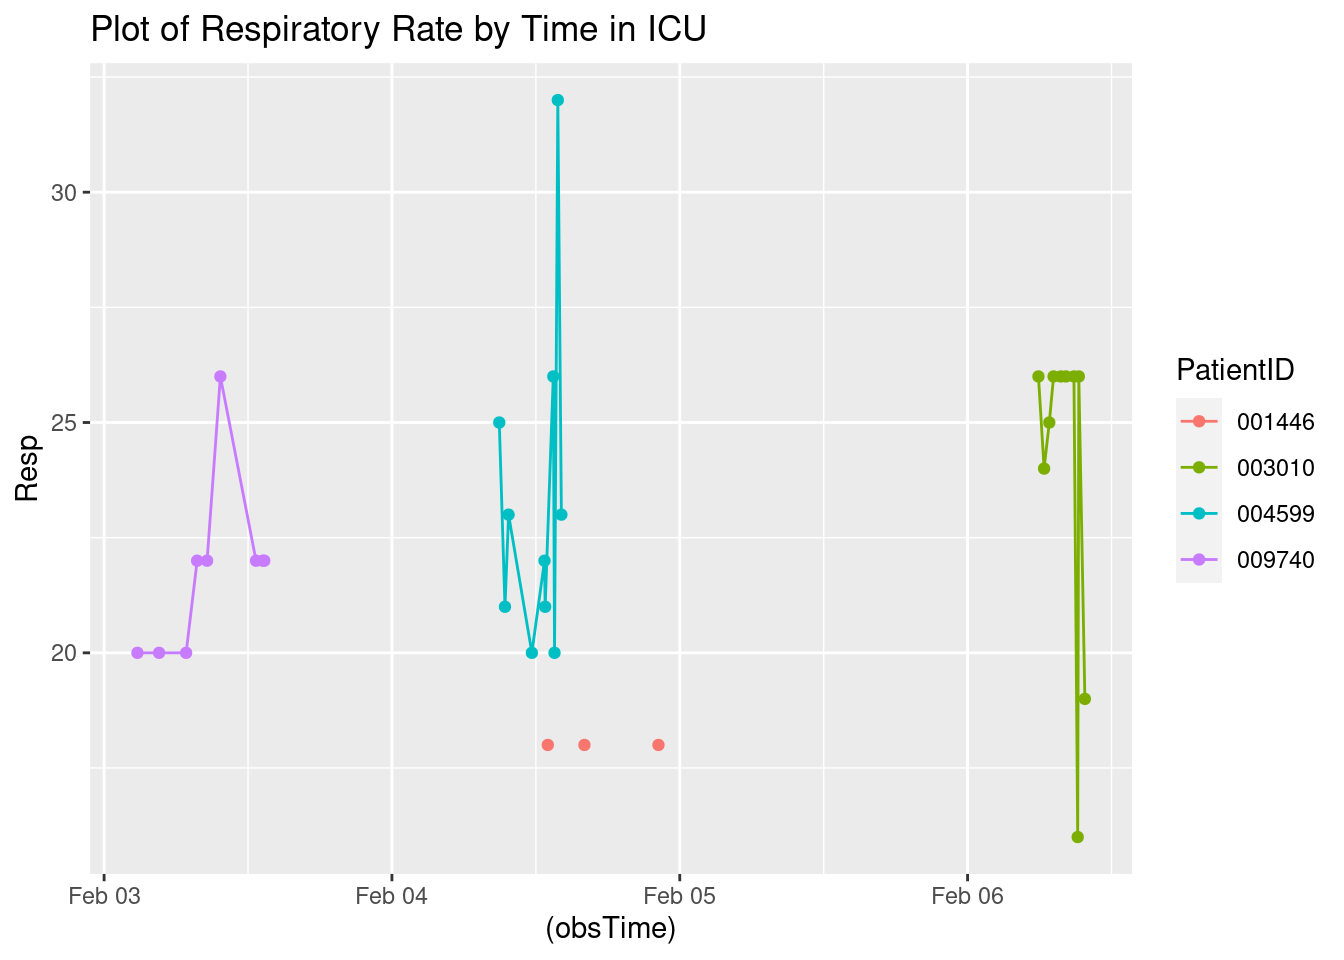 Plot of Respiratory Rate by Time in ICU
30
25
20
Resp
Feb 03
Feb 04
Feb 05
Feb 06
(obsTime)
PatientID
001446
003010
004599
009740